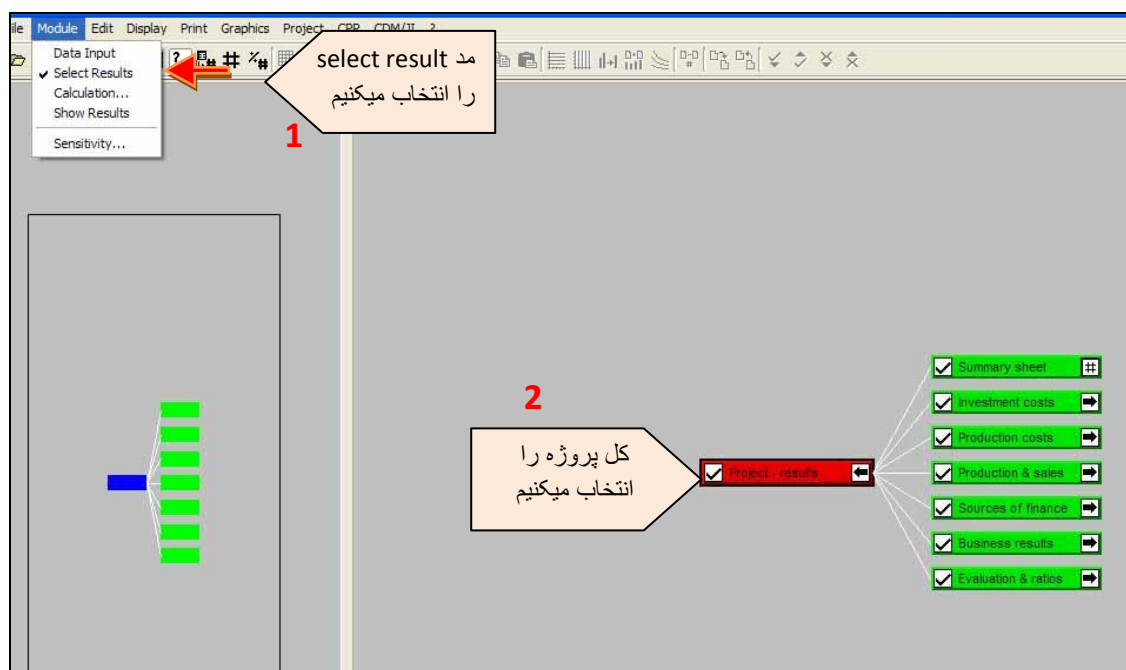 ile Module Edit Display Print Graphics Project CPP CDM/JI ?
Data Input
Select Results
Calculation...
Show Results
Sensitivity...
مد select result
را انتخاب میکنیم
1
2
کل پروژه را
انتخاب میکنیم
Project - results
Summary sheet
Investment costs
Production costs
Production & sales
Sources of finance
Business results
Evaluation & ratios